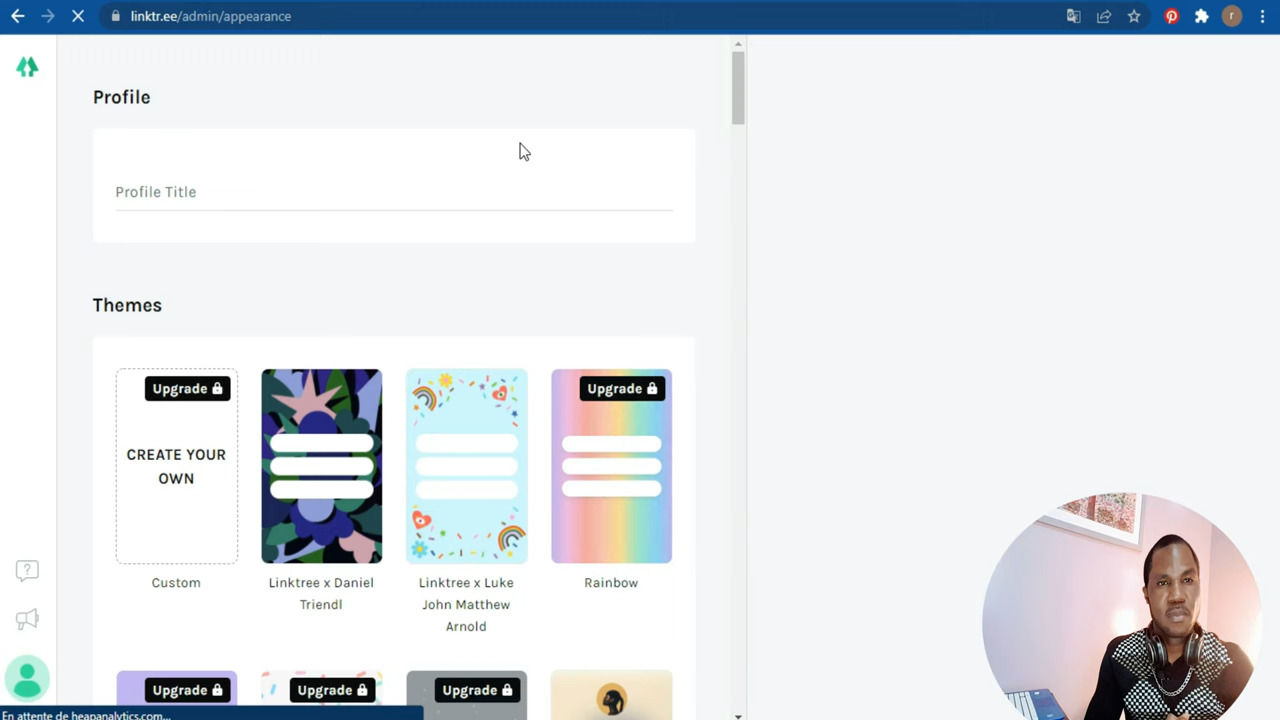 linktr.ee/admin/appearance
r
Profile
Profile Title
Themes
Upgrade
CREATE YOUR
OWN
Custom
Linktree x Daniel
Triendl
Linktree x Luke
John Matthew
Arnold
Upgrade
Rainbow
?
Upgrade
Upgrade
Upgrade
En attente de heapanalytics.com...